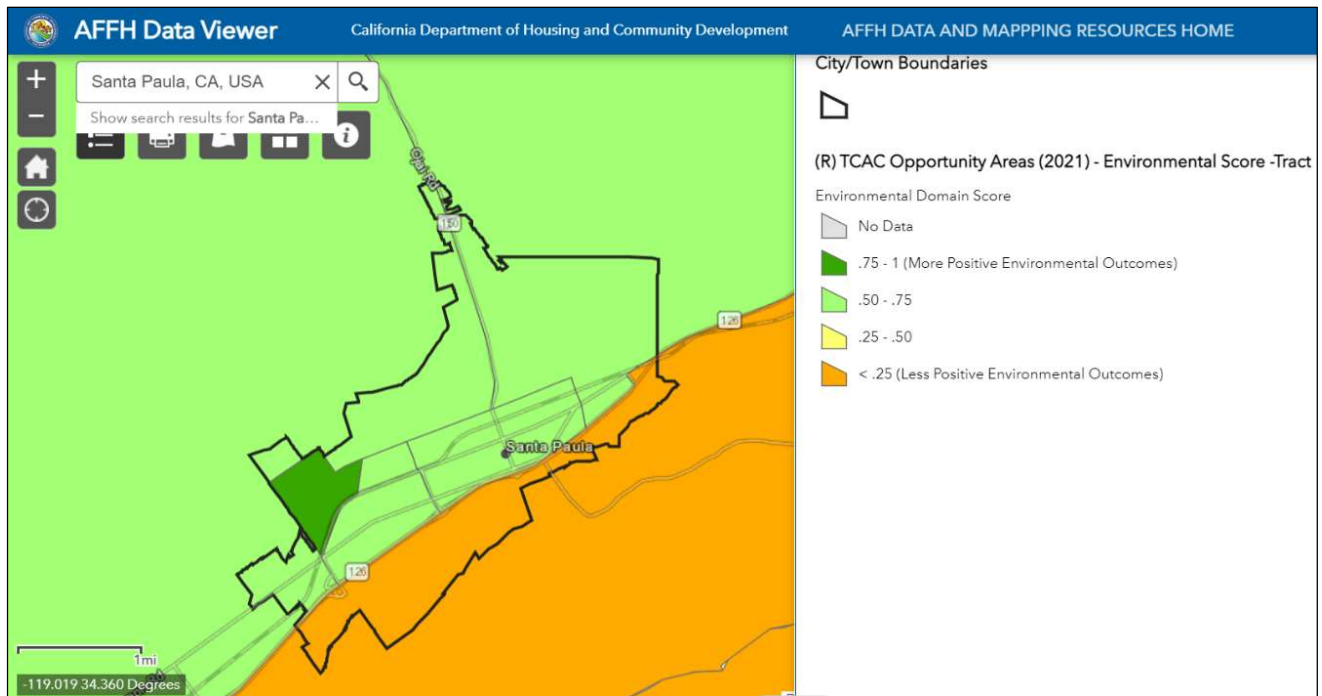 AFFH Data Viewer
California Department of Housing and Community Development
AFFH DATA AND MAPPPING RESOURCES HOME
+
Santa Paula, CA, USA
−
Show search results for Santa Pa...
City/Town Boundaries
(R) TCAC Opportunity Areas (2021) - Environmental Score -Tract
Environmental Domain Score
No Data
.75 - 1 (More Positive Environmental Outcomes)
.50 - .75
.25 - .50
< .25 (Less Positive Environmental Outcomes)
Ojai Rd
150
126
Santa Paula
126
1mi
-119.019 34.360 Degrees